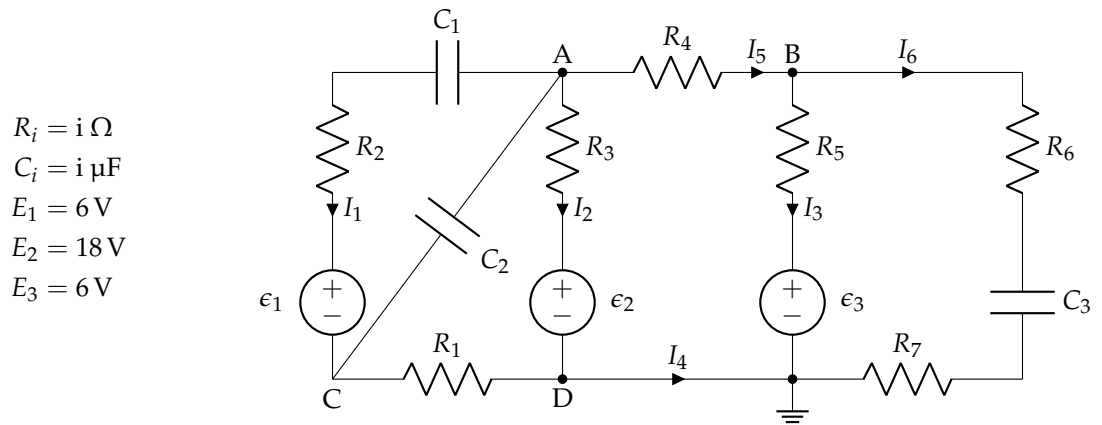 R_i = i Ω
C_i = i µF
E_1 = 6 V
E_2 = 18 V
E_3 = 6 V
C_1
A
R_4
I_5
B
I_6
R_2
R_3
R_5
R_6
I_1
I_2
I_3
C_2
ϵ_1
+
−
ϵ_2
+
−
ϵ_3
+
−
C_3
R_1
I_4
R_7
C
D